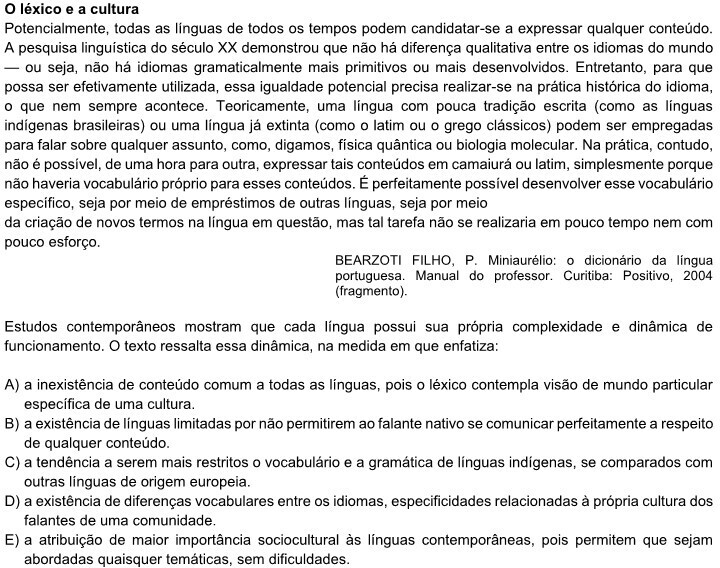 O léxico e a cultura
Potencialmente, todas as línguas de todos os tempos podem candidatar-se a expressar qualquer conteúdo.
A pesquisa linguística do século XX demonstrou que não há diferença qualitativa entre os idiomas do mundo
— ou seja, não há idiomas gramaticalmente mais primitivos ou mais desenvolvidos. Entretanto, para que
possa ser efetivamente utilizada, essa igualdade potencial precisa realizar-se na prática histórica do idioma,
o que nem sempre acontece. Teoricamente, uma língua com pouca tradição escrita (como as línguas
indígenas brasileiras) ou uma língua já extinta (como o latim ou o grego clássicos) podem ser empregadas
para falar sobre qualquer assunto, como, digamos, física quântica ou biologia molecular. Na prática, contudo,
não é possível, de uma hora para outra, expressar tais conteúdos em camaiurá ou latim, simplesmente porque
não haveria vocabulário próprio para esses conteúdos. É perfeitamente possível desenvolver esse vocabulário
específico, seja por meio de empréstimos de outras línguas, seja por meio
da criação de novos termos na língua em questão, mas tal tarefa não se realizaria em pouco tempo nem com
pouco esforço.
BEARZOTI FILHO, P. Miniaurélio: o dicionário da língua
portuguesa. Manual do professor. Curitiba: Positivo, 2004
(fragmento).
Estudos contemporâneos mostram que cada língua possui sua própria complexidade e dinâmica de
funcionamento. O texto ressalta essa dinâmica, na medida em que enfatiza:
A) a inexistência de conteúdo comum a todas as línguas, pois o léxico contempla visão de mundo particular
específica de uma cultura.
B) a existência de línguas limitadas por não permitirem ao falante nativo se comunicar perfeitamente a respeito
de qualquer conteúdo.
C) a tendência a serem mais restritos o vocabulário e a gramática de línguas indígenas, se comparados com
outras línguas de origem europeia.
D) a existência de diferenças vocabulares entre os idiomas, especificidades relacionadas à própria cultura dos
falantes de uma comunidade.
E) a atribuição de maior importância sociocultural às línguas contemporâneas, pois permitem que sejam
abordadas quaisquer temáticas, sem dificuldades.